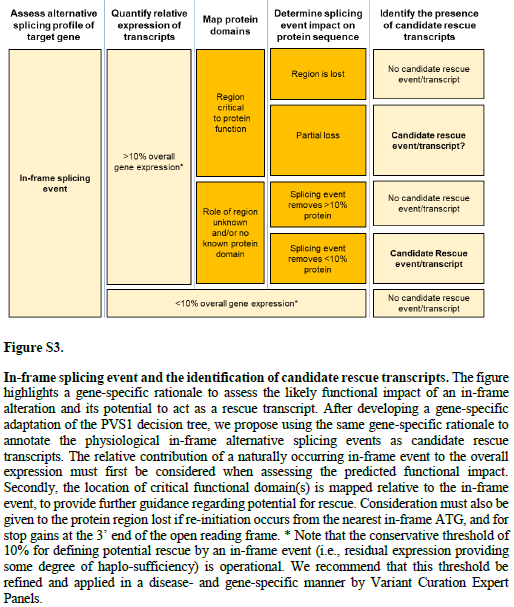 Assess alternative
splicing profile of
target gene
Quantify relative
expression of
transcripts
Map protein
domains
Determine splicing
event impact on
protein sequence
Identify the presence
of candidate rescue
transcripts
In-frame splicing
event
>10% overall
gene expression*
Region
critical
to protein
function
Region is lost
No candidate rescue
event/transcript
Partial loss
Candidate rescue
event/transcript?
Role of region
unknown
and/or no
known protein
domain
Splicing event
removes >10%
protein
No candidate rescue
event/transcript
Splicing event
removes <10%
protein
Candidate Rescue
event/transcript
<10% overall gene expression*
No candidate rescue
event/transcript
Figure S3.
In-frame splicing event and the identification of candidate rescue transcripts. The figure
highlights a gene-specific rationale to assess the likely functional impact of an in-frame
alteration and its potential to act as a rescue transcript. After developing a gene-specific
adaptation of the PVS1 decision tree, we propose using the same gene-specific rationale to
annotate the physiological in-frame alternative splicing events as candidate rescue
transcripts. The relative contribution of a naturally occurring in-frame event to the overall
expression must first be considered when assessing the predicted functional impact.
Secondly, the location of critical functional domain(s) is mapped relative to the in-frame
event, to provide further guidance regarding potential for rescue. Consideration must also be
given to the protein region lost if re-initiation occurs from the nearest in-frame ATG, and for
stop gains at the 3' end of the open reading frame. * Note that the conservative threshold of
10% for defining potential rescue by an in-frame event (i.e., residual expression providing
some degree of haplo-sufficiency) is operational. We recommend that this threshold be
refined and applied in a disease- and gene-specific manner by Variant Curation Expert
Panels.